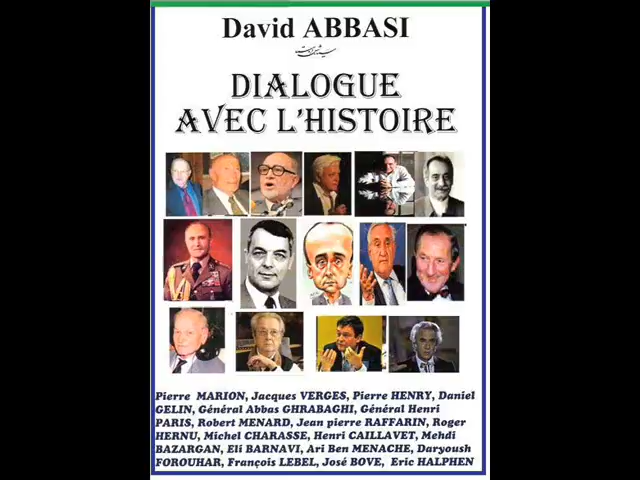 David ABBASI
DIALOGUE
AVEC L'HISTOIRE
Pierre MARION, Jacques VERGES, Pierre HENRY, Daniel
GELIN, Général Abbas GHRABAGHI, Général Henri
PARIS, Robert MENARD, Jean pierre RAFFARIN, Roger
HERNU, Michel CHARASSE, Henri CAILLAVET, Mehdi
BAZARGAN, Eli BARNAVI, Ari Ben MENACHE, Daryoush
FOROUHAR, François LEBEL, José BOVE, Eric HALPHEN